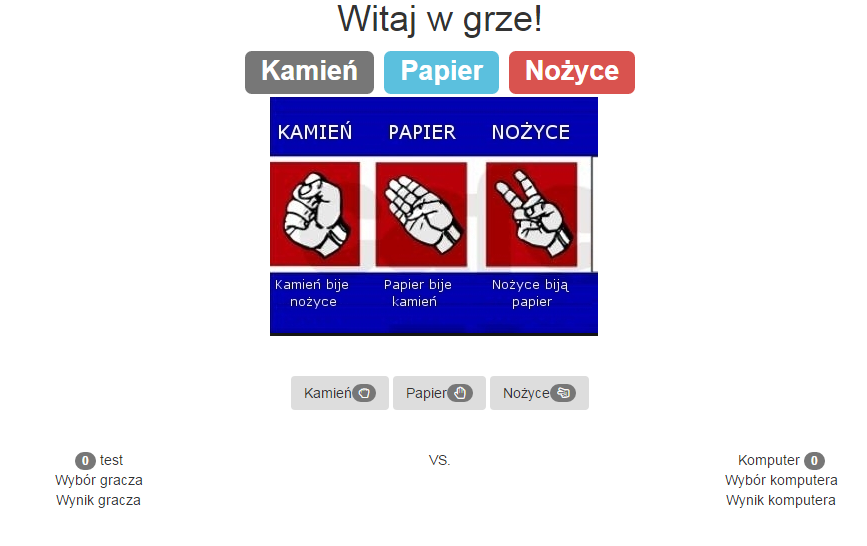 Witaj w grze!
Kamień Papier Nożyce
KAMIEŃ PAPIER NOŻYCE
Kamień bije nożyce
Papier bije kamień
Nożyce biją papier
Kamień Papier Nożyce
0 test
Wybór gracza
Wynik gracza
VS.
Komputer 0
Wybór komputera
Wynik komputera